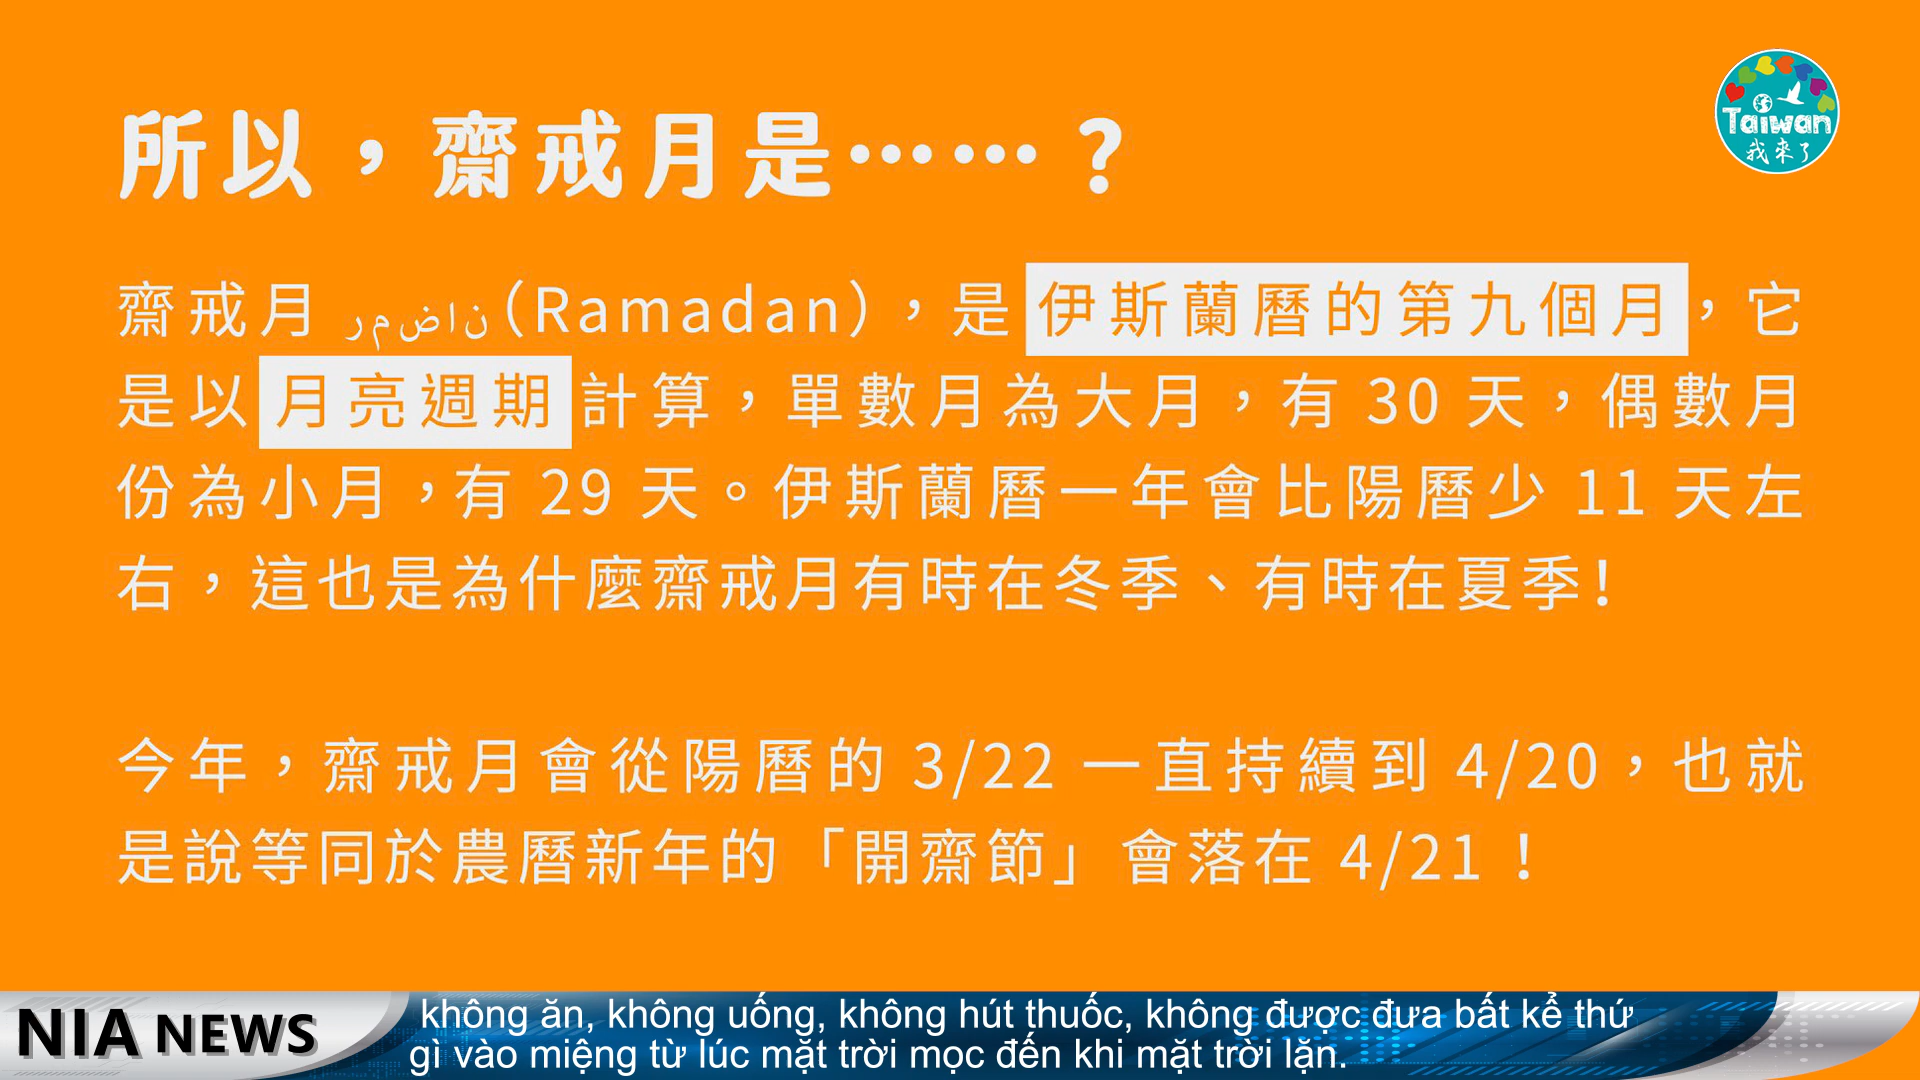 Taiwan
我來了
所以，齋戒月是……？
齋戒月 رمضان（Ramadan），是伊斯蘭曆的第九個月，它
是以月亮週期計算，單數月為大月，有 30 天，偶數月
份為小月，有 29 天。伊斯蘭曆一年會比陽曆少 11 天左
右，這也是為什麼齋戒月有時在冬季、有時在夏季！
今年，齋戒月會從陽曆的 3/22 一直持續到 4/20，也就
是說等同於農曆新年的「開齋節」會落在 4/21！
NIA NEWS
không ăn, không uống, không hút thuốc, không được đưa bất kể thứ
gì vào miệng từ lúc mặt trời mọc đến khi mặt trời lặn.